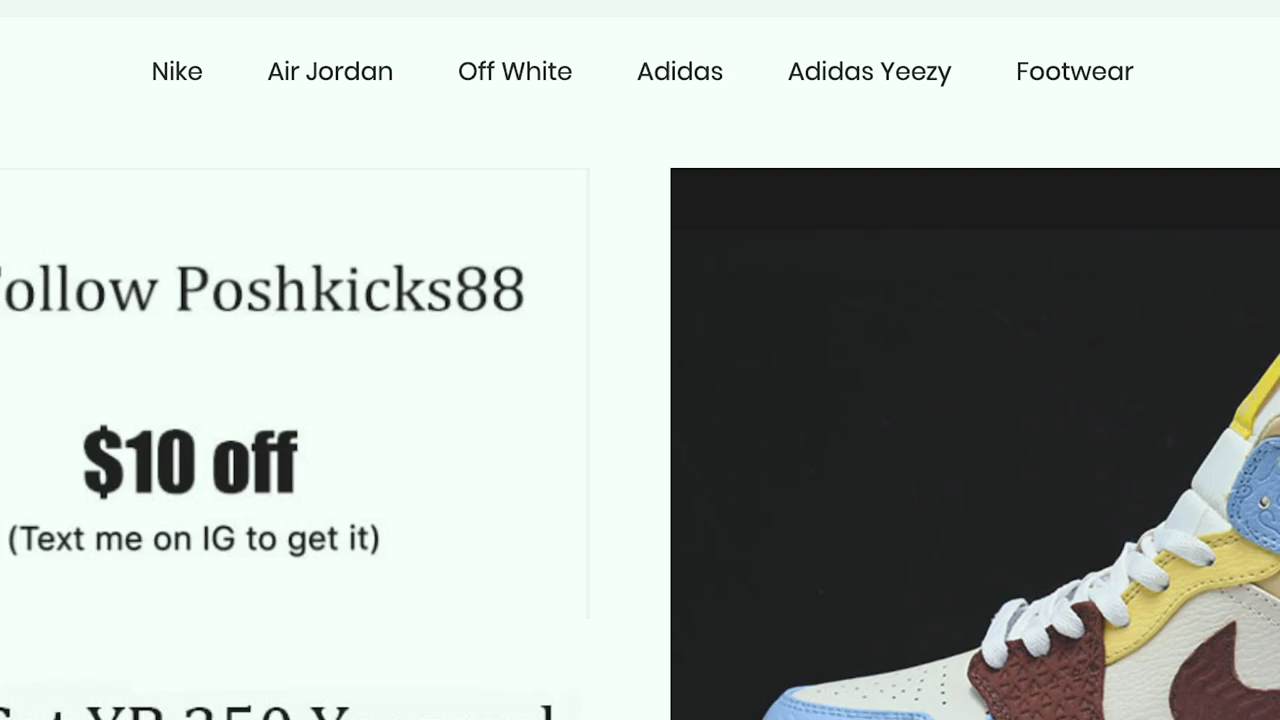 Nike Air Jordan Off White Adidas Adidas Yeezy Footwear
Follow Poshkicks88
$10 off
(Text me on IG to get it)